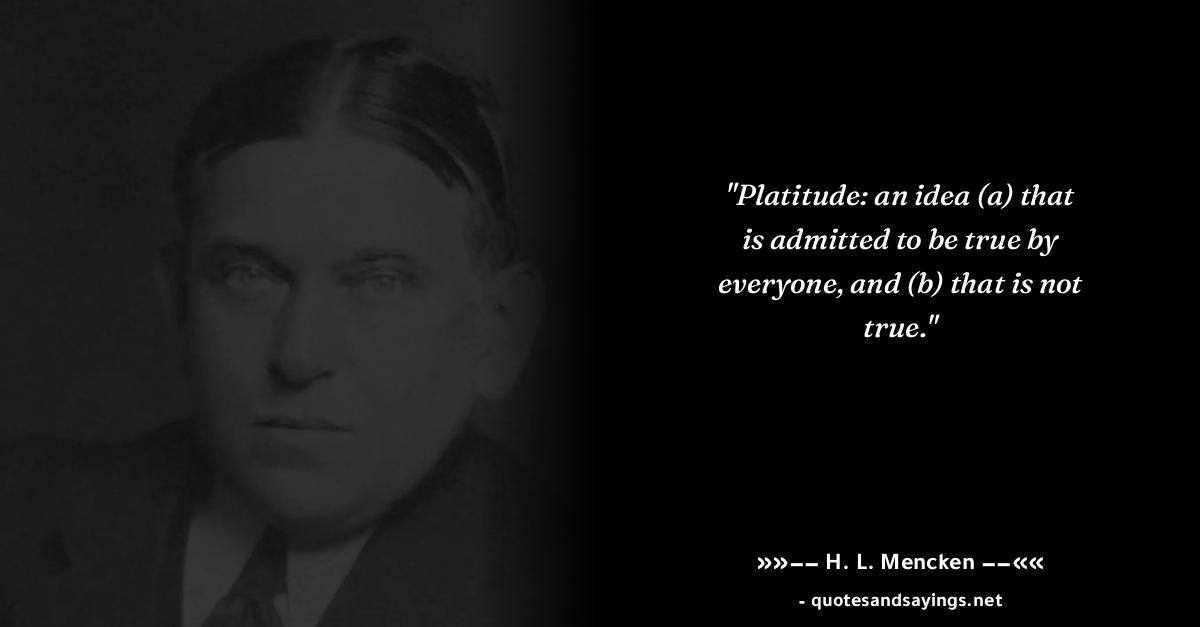 "Platitude: an idea (a) that
is admitted to be true by
everyone, and (b) that is not
true."
»»−− H. L. Mencken −−««
- quotesandsayings.net